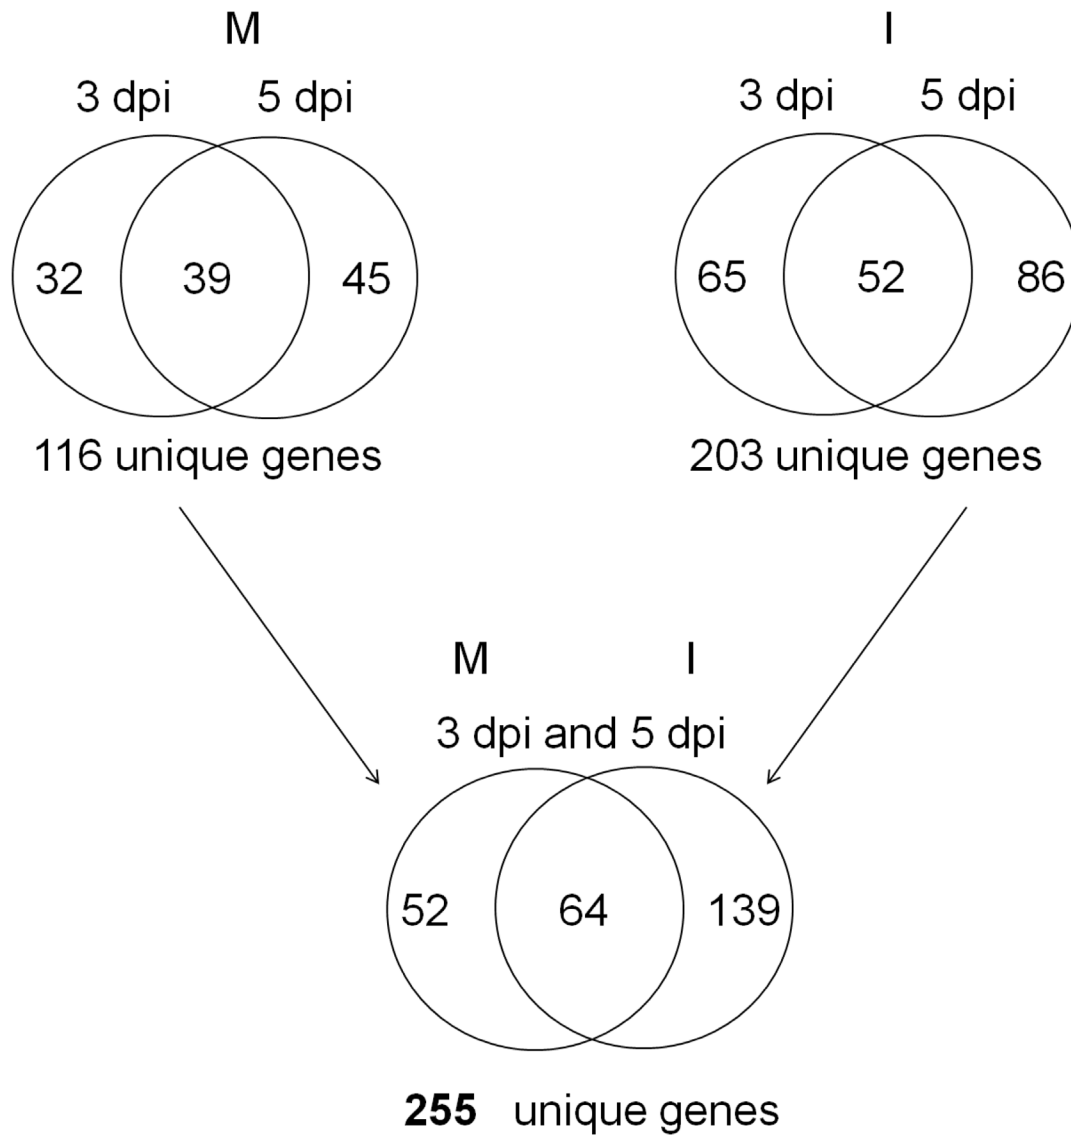 M I
3 dpi 5 dpi 3 dpi 5 dpi
32 39 45 65 52 86
116 unique genes 203 unique genes
M I
3 dpi and 5 dpi
52 64 139
255 unique genes